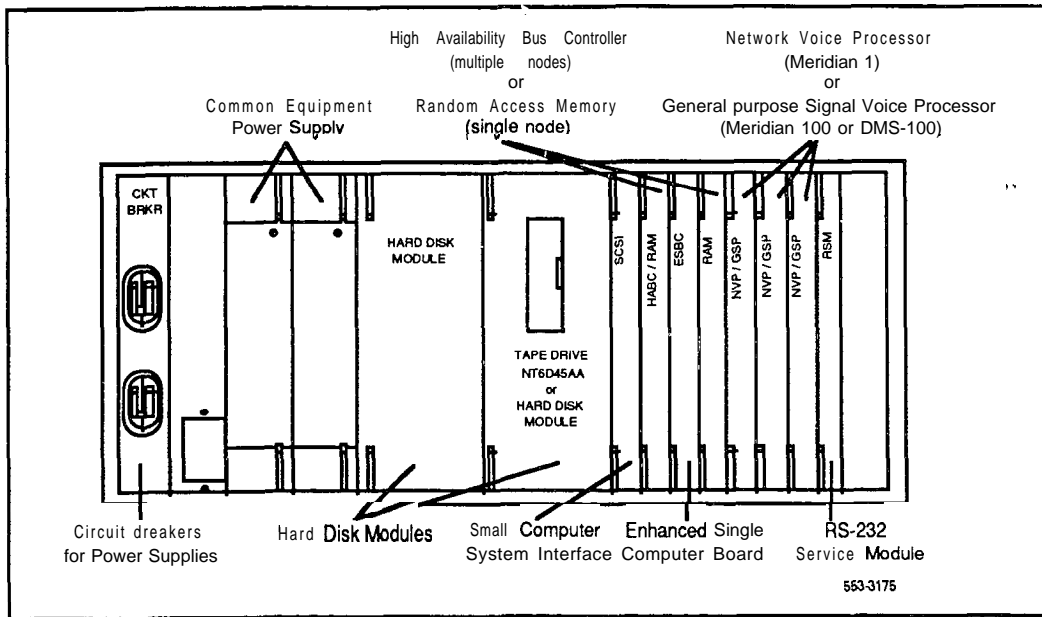 High Availability Bus Controller
(multiple nodes)
or
Random Access Memory
(single node)
Network Voice Processor
(Meridian 1)
or
General purpose Signal Voice Processor
(Meridian 100 or DMS-100)
Common Equipment
Power Supply
CKT
BRKR
HARD DISK
MODULE
TAPE DRIVE
NT6D45AA
or
HARD DISK
MODULE
SCSI
HABC / RAM
ESBC
RAM
NVP / GSP
NVP / GSP
NVP / GSP
RSM
Circuit dreakers
for Power Supplies
Hard Disk Modules
Small Computer
System Interface
Enhanced Single
Computer Board
RS-232
Service Module
553-3175